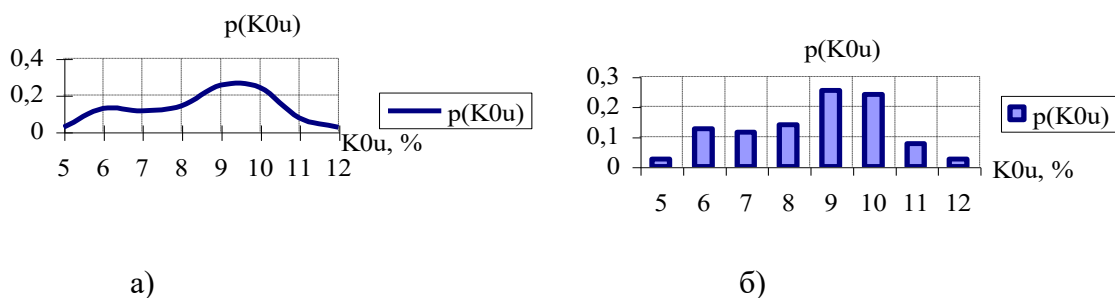 p(K0u)
0,4
0,2
0
5 6 7 8 9 10 11 12
K0u, %
p(K0u)
а)
p(K0u)
0,3
0,2
0,1
0
5 6 7 8 9 10 11 12
K0u, %
p(K0u)
б)